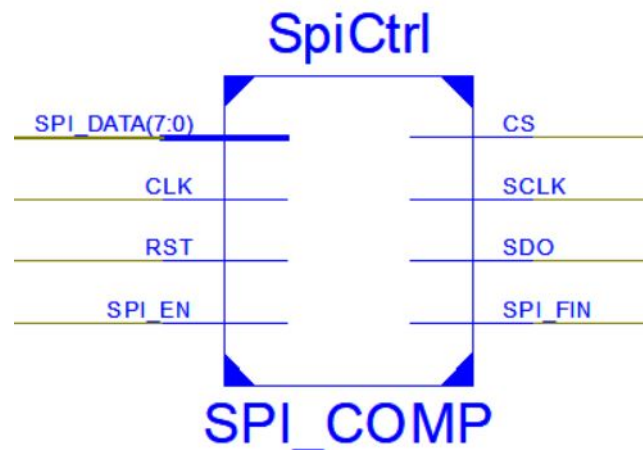 SpiCtrl
SPI_DATA(7:0)
CS
CLK
SCLK
RST
SDO
SPI_EN
SPI_FIN
SPI_COMP